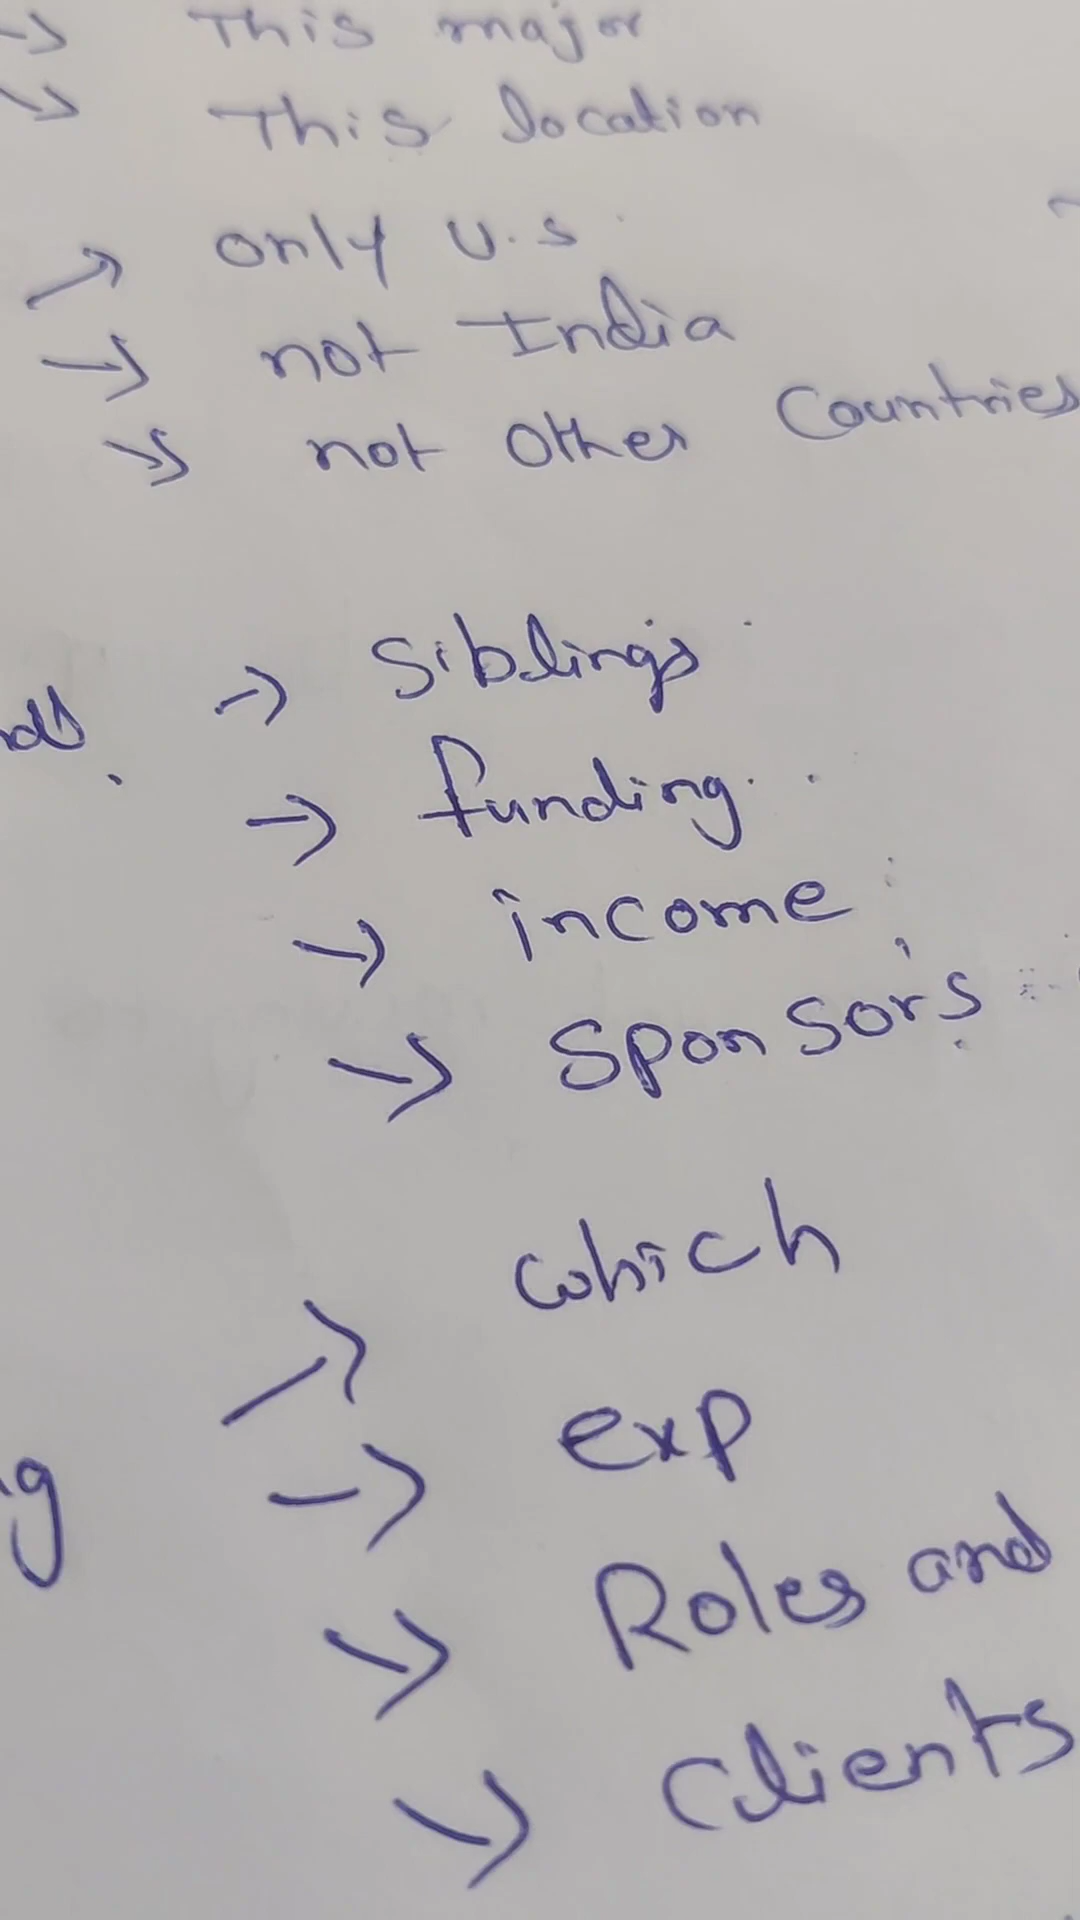 → This major
→ This location
→ only U.S
→ not India
→ not Other Countries
→ Siblings
→ funding
→ income
→ Sponsors
→ which
→ exp
→ Roles and
→ Clients